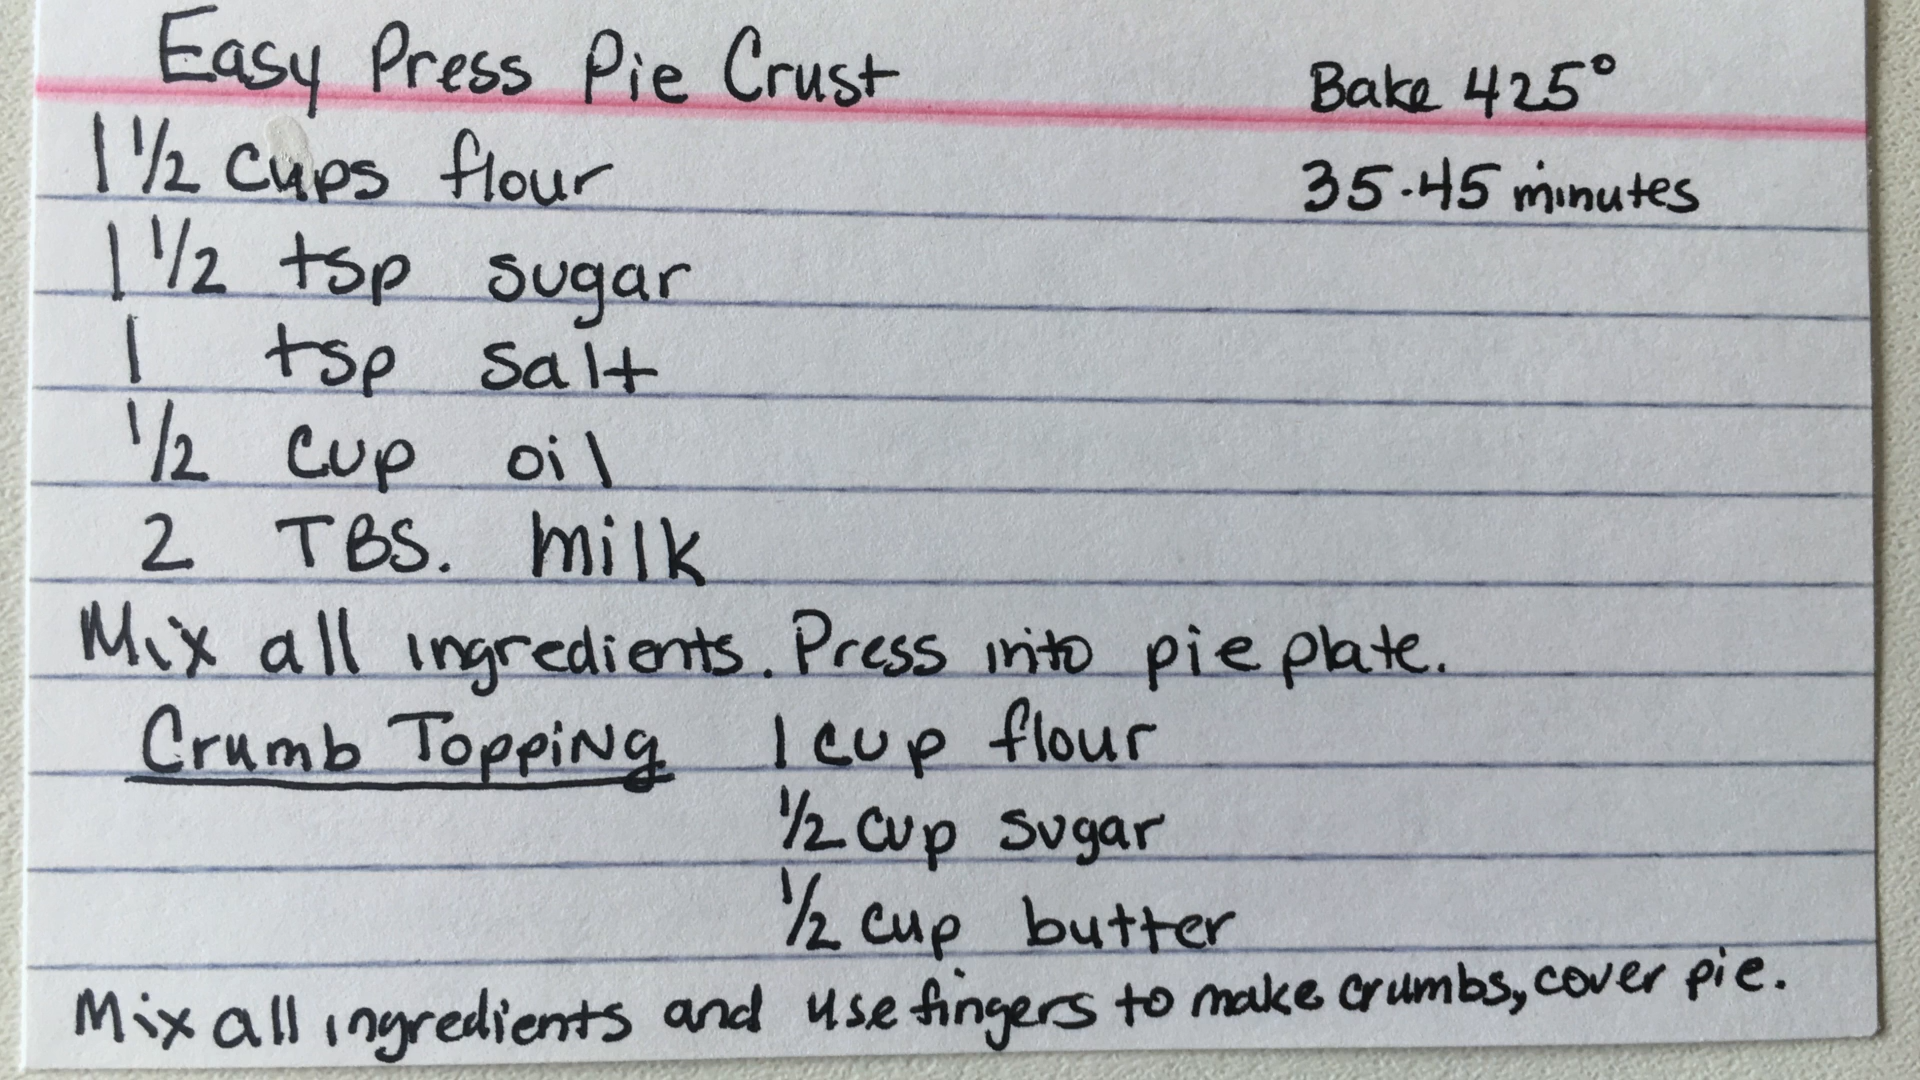 Easy Press Pie Crust
Bake 425°
1 1/2 cups flour
35-45 minutes
1 1/2 tsp sugar
1 tsp salt
1/2 cup oil
2 TBS. milk
Mix all ingredients. Press into pie plate.
Crumb Topping 1 cup flour
1/2 cup sugar
1/2 cup butter
Mix all ingredients and use fingers to make crumbs, cover pie.